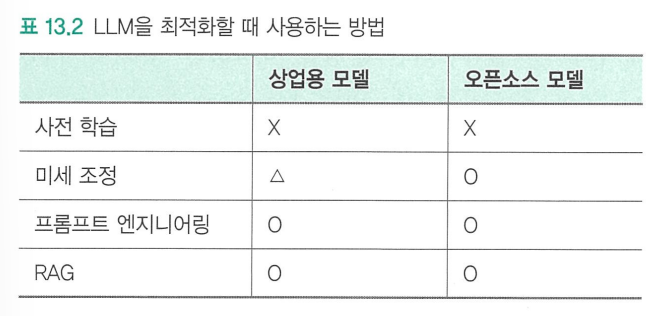 표 13.2 LLM을 최적화할 때 사용하는 방법
상업용 모델 오픈소스 모델
사전 학습 X X
미세 조정 △ O
프롬프트 엔지니어링 O O
RAG O O